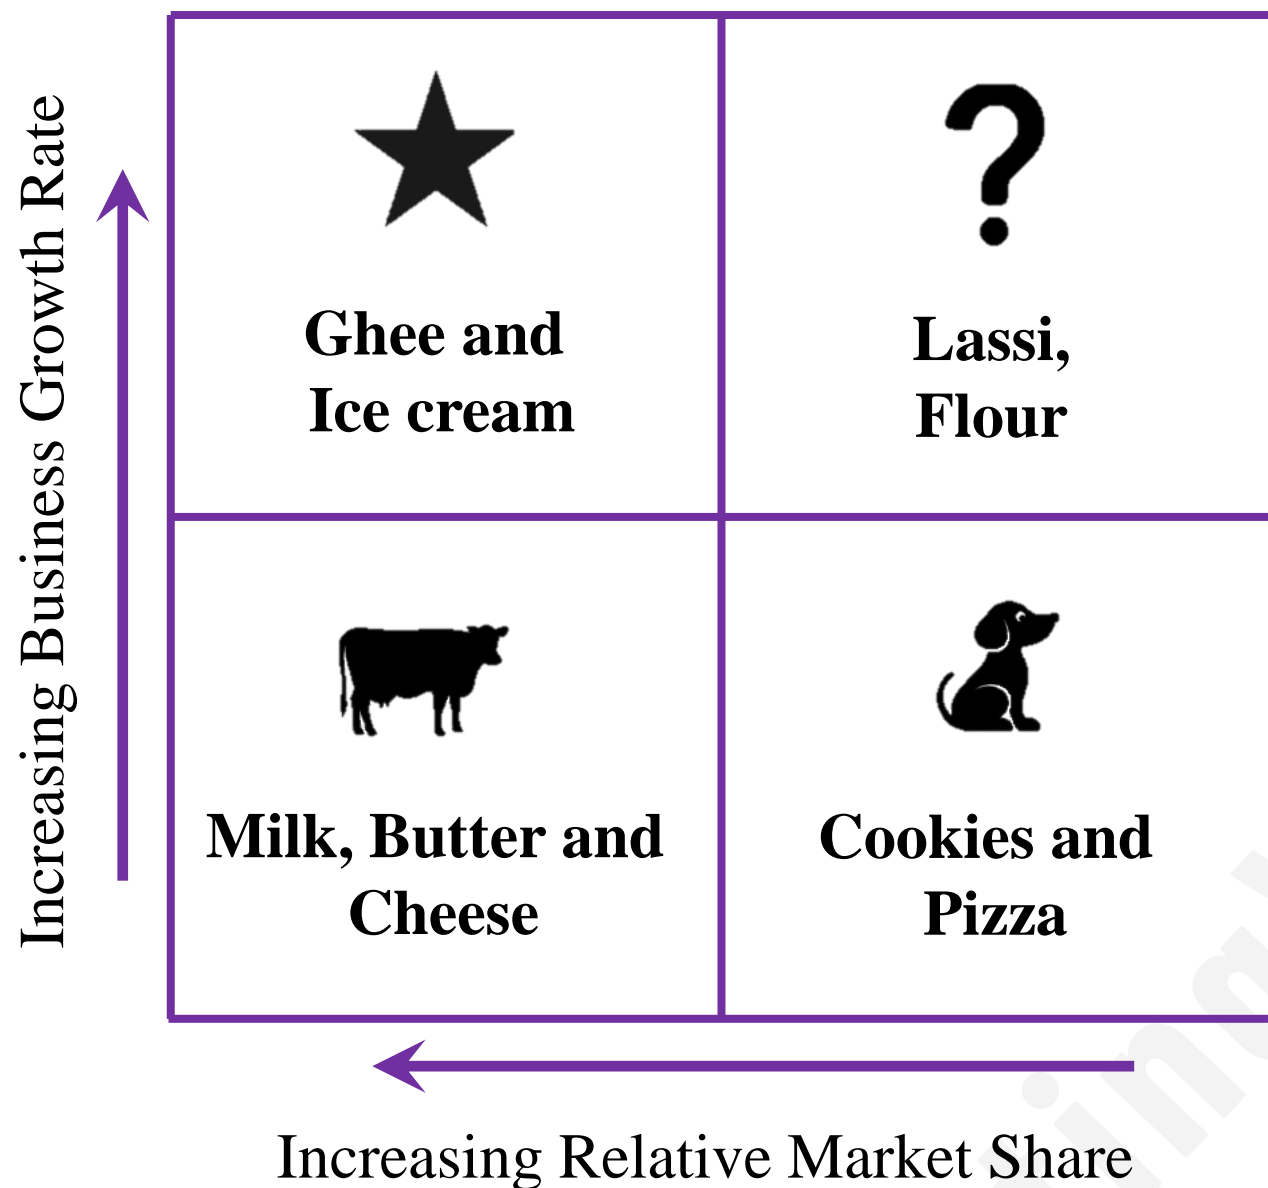 Increasing Business Growth Rate
Ghee and
Ice cream
?
Lassi,
Flour
Milk, Butter and
Cheese
Cookies and
Pizza
Increasing Relative Market Share